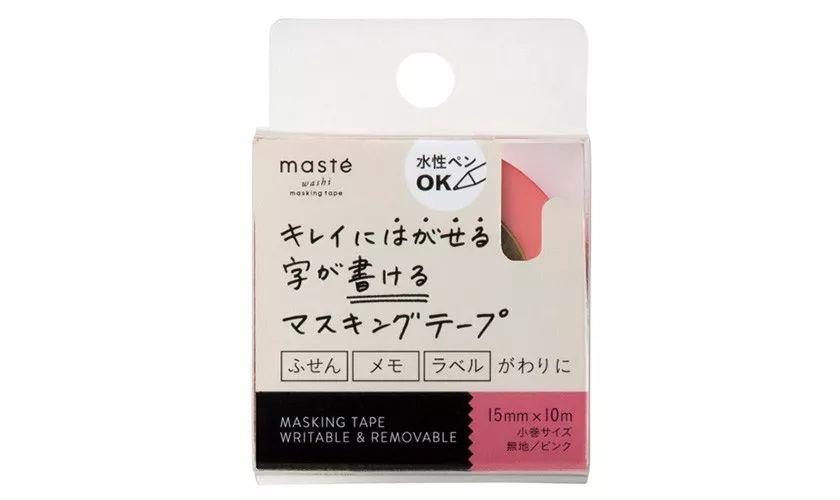 masté
washi
masking tape
水性ペン
OK
キレイにはがせる
字が書ける
マスキングテープ
ふせん メモ ラベル がわりに
MASKING TAPE
WRITABLE & REMOVABLE
15mm×10m
小巻サイズ
無地/ピンク